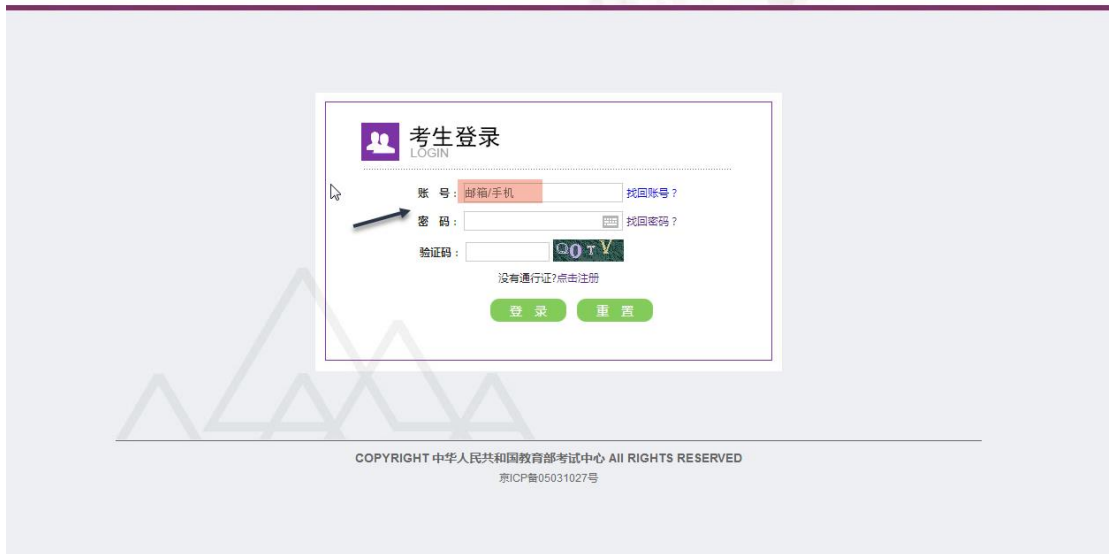 考生登录
LOGIN
账 号: 邮箱/手机 找回账号?
密 码: 找回密码?
验证码:
没有通行证?点击注册
登 录 重 置
COPYRIGHT 中华人民共和国教育部考试中心 All RIGHTS RESERVED
京ICP备05031027号